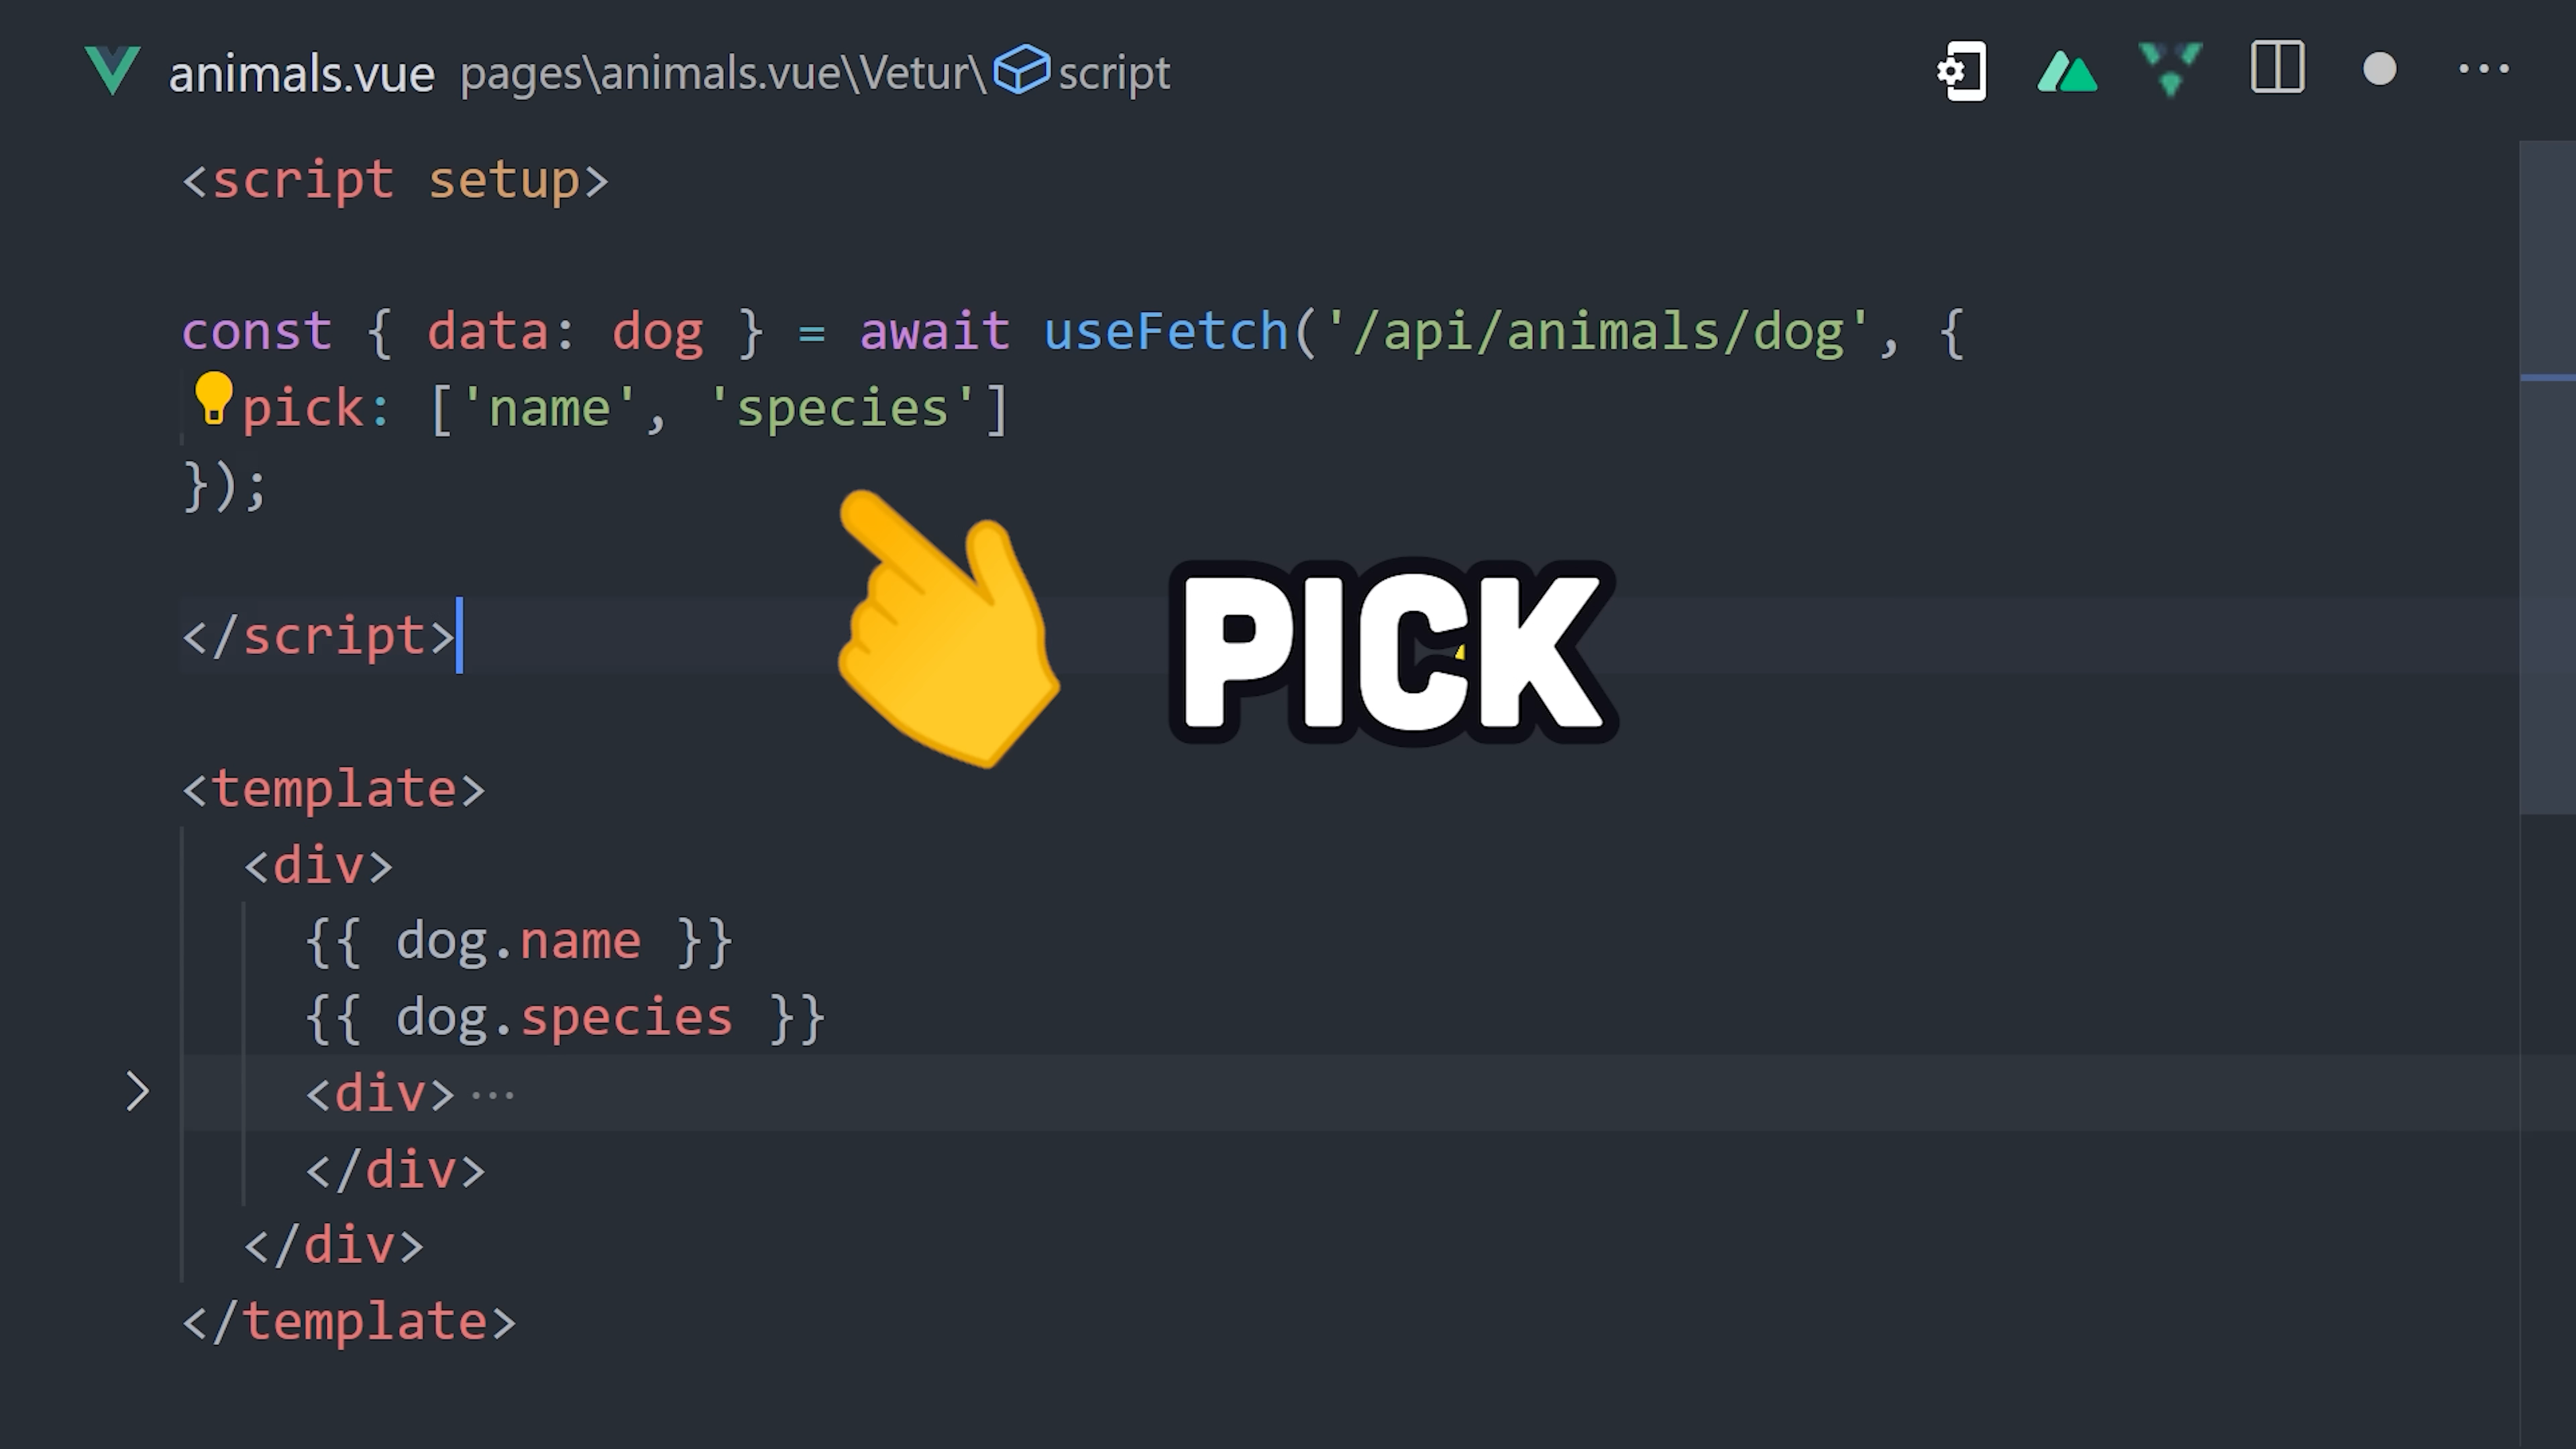 animals.vue pages\animals.vue\Vetur\script
<script setup>
const { data: dog } = await useFetch('/api/animals/dog', {
pick: ['name', 'species']
});
</script>
PICK
<template>
<div>
{{ dog.name }}
{{ dog.species }}
<div>...
</div>
</div>
</template>